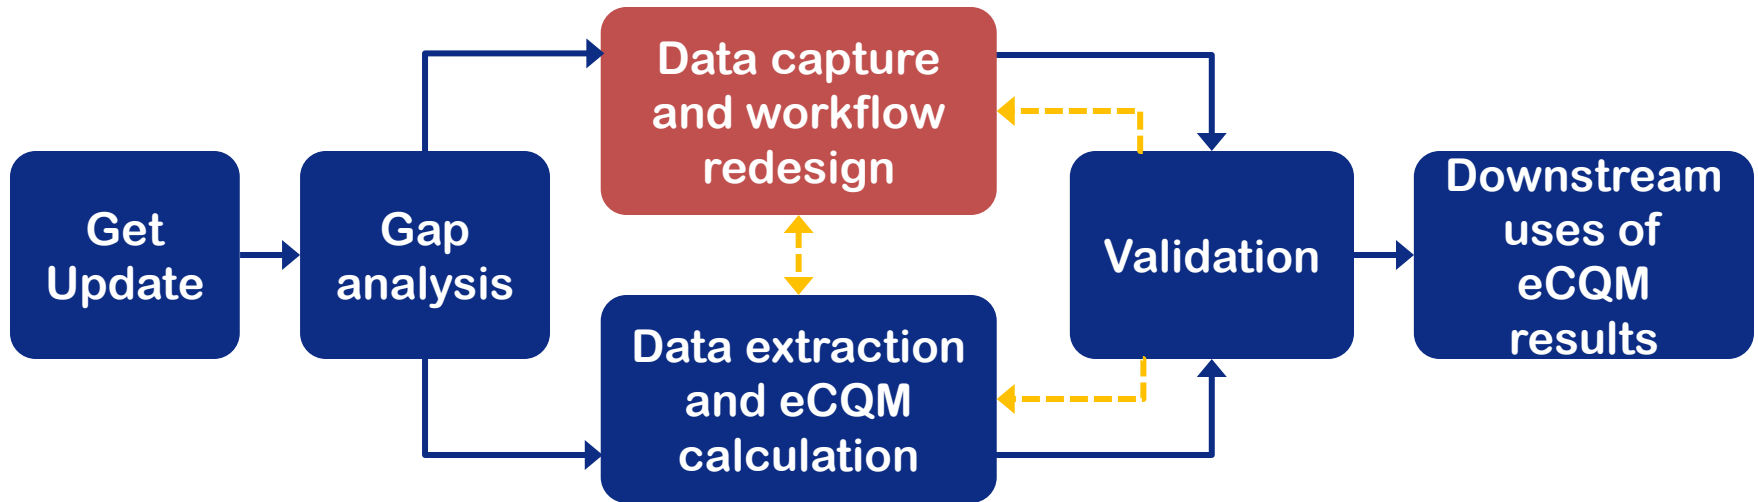 Get
Update
Gap
analysis
Data capture
and workflow
redesign
Data extraction
and eCQM
calculation
Validation
Downstream
uses of
eCQM
results